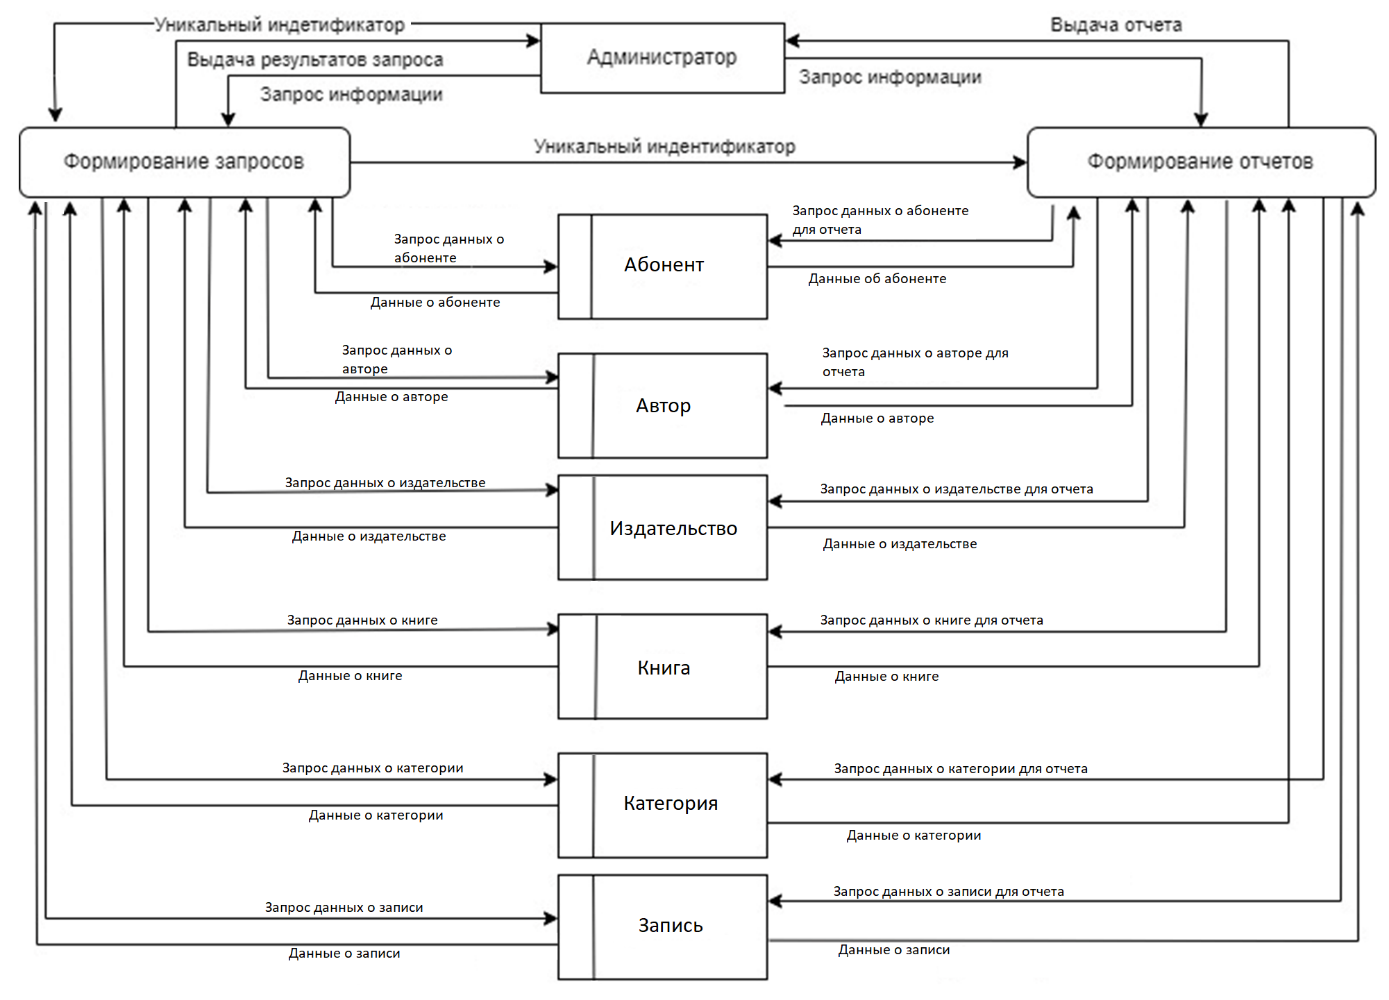 Уникальный индетификатор
Выдача отчета
Выдача результатов запроса
Администратор
Запрос информации
Запрос информации
Формирование запросов
Уникальный индентификатор
Формирование отчетов
Запрос данных о
абоненте
Данные о абоненте
Абонент
Запрос данных о абоненте
для отчета
Данные об абоненте
Запрос данных о
авторе
Данные о авторе
Автор
Запрос данных о авторе для
отчета
Данные о авторе
Запрос данных о издательстве
Данные о издательстве
Издательство
Запрос данных о издательстве для отчета
Данные о издательстве
Запрос данных о книге
Данные о книге
Книга
Запрос данных о книге для отчета
Данные о книге
Запрос данных о категории
Данные о категории
Категория
Запрос данных о категории для отчета
Данные о категории
Запрос данных о записи
Данные о записи
Запись
Запрос данных о записи для отчета
Данные о записи